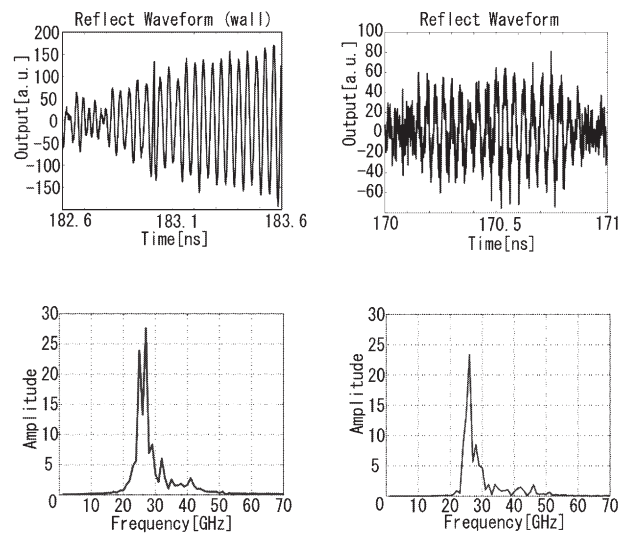 Reflect Waveform (wall)
Output[a.u.]
200
150
100
50
0
-50
-100
-150
182.6 183.1 183.6
Time[ns]
Reflect Waveform
Output[a.u.]
100
80
60
40
20
0
-20
-40
-60
-80
170 170.5 171
Time[ns]
Amplitude
30
25
20
15
10
5
0 10 20 30 40 50 60 70
Frequency[GHz]
Amplitude
30
25
20
15
10
5
0 10 20 30 40 50 60 70
Frequency[GHz]